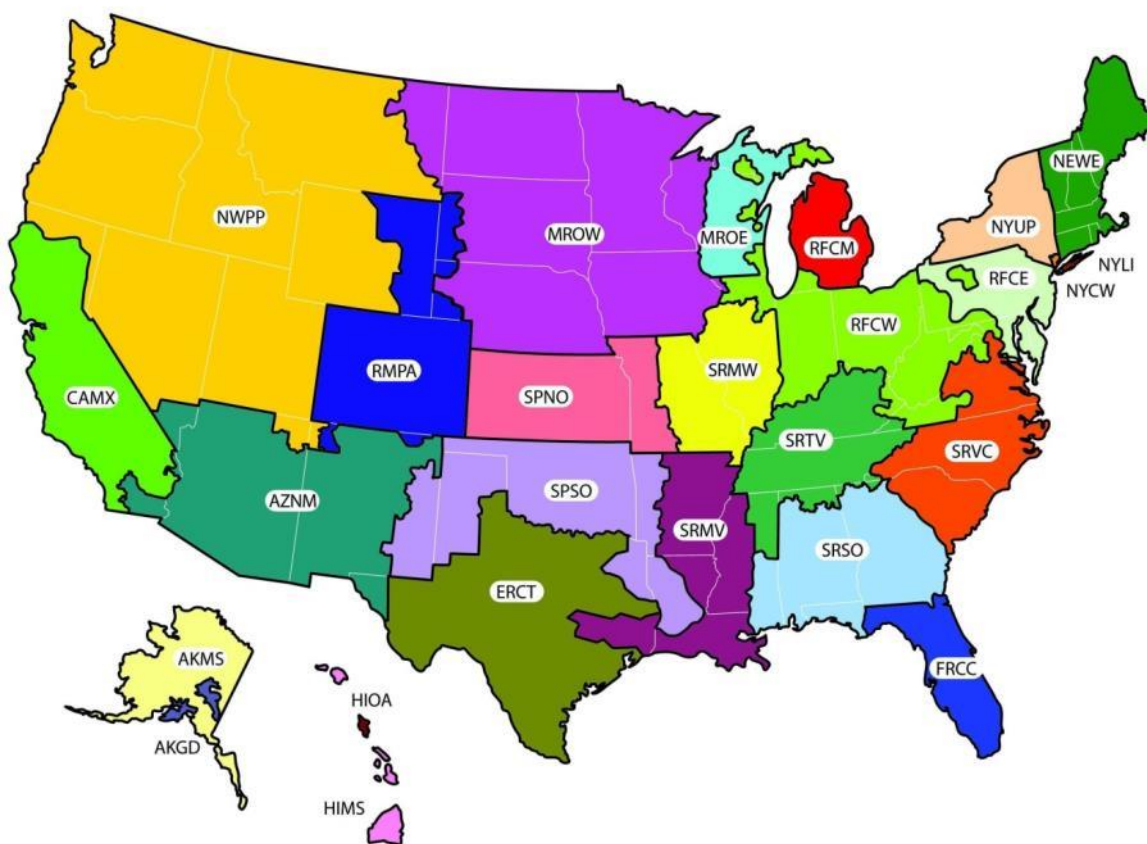 NEWE
NWPP
NYUP
MROW
MROE
RFCM
NYLI
RFCE
NYCW
RFCW
RMPA
SRMW
CAMX
SPNO
SRTV
SRVC
AZNM
SPSO
SRMV
SRSO
ERCT
AKMS
FRCC
HIOA
AKGD
HIMS